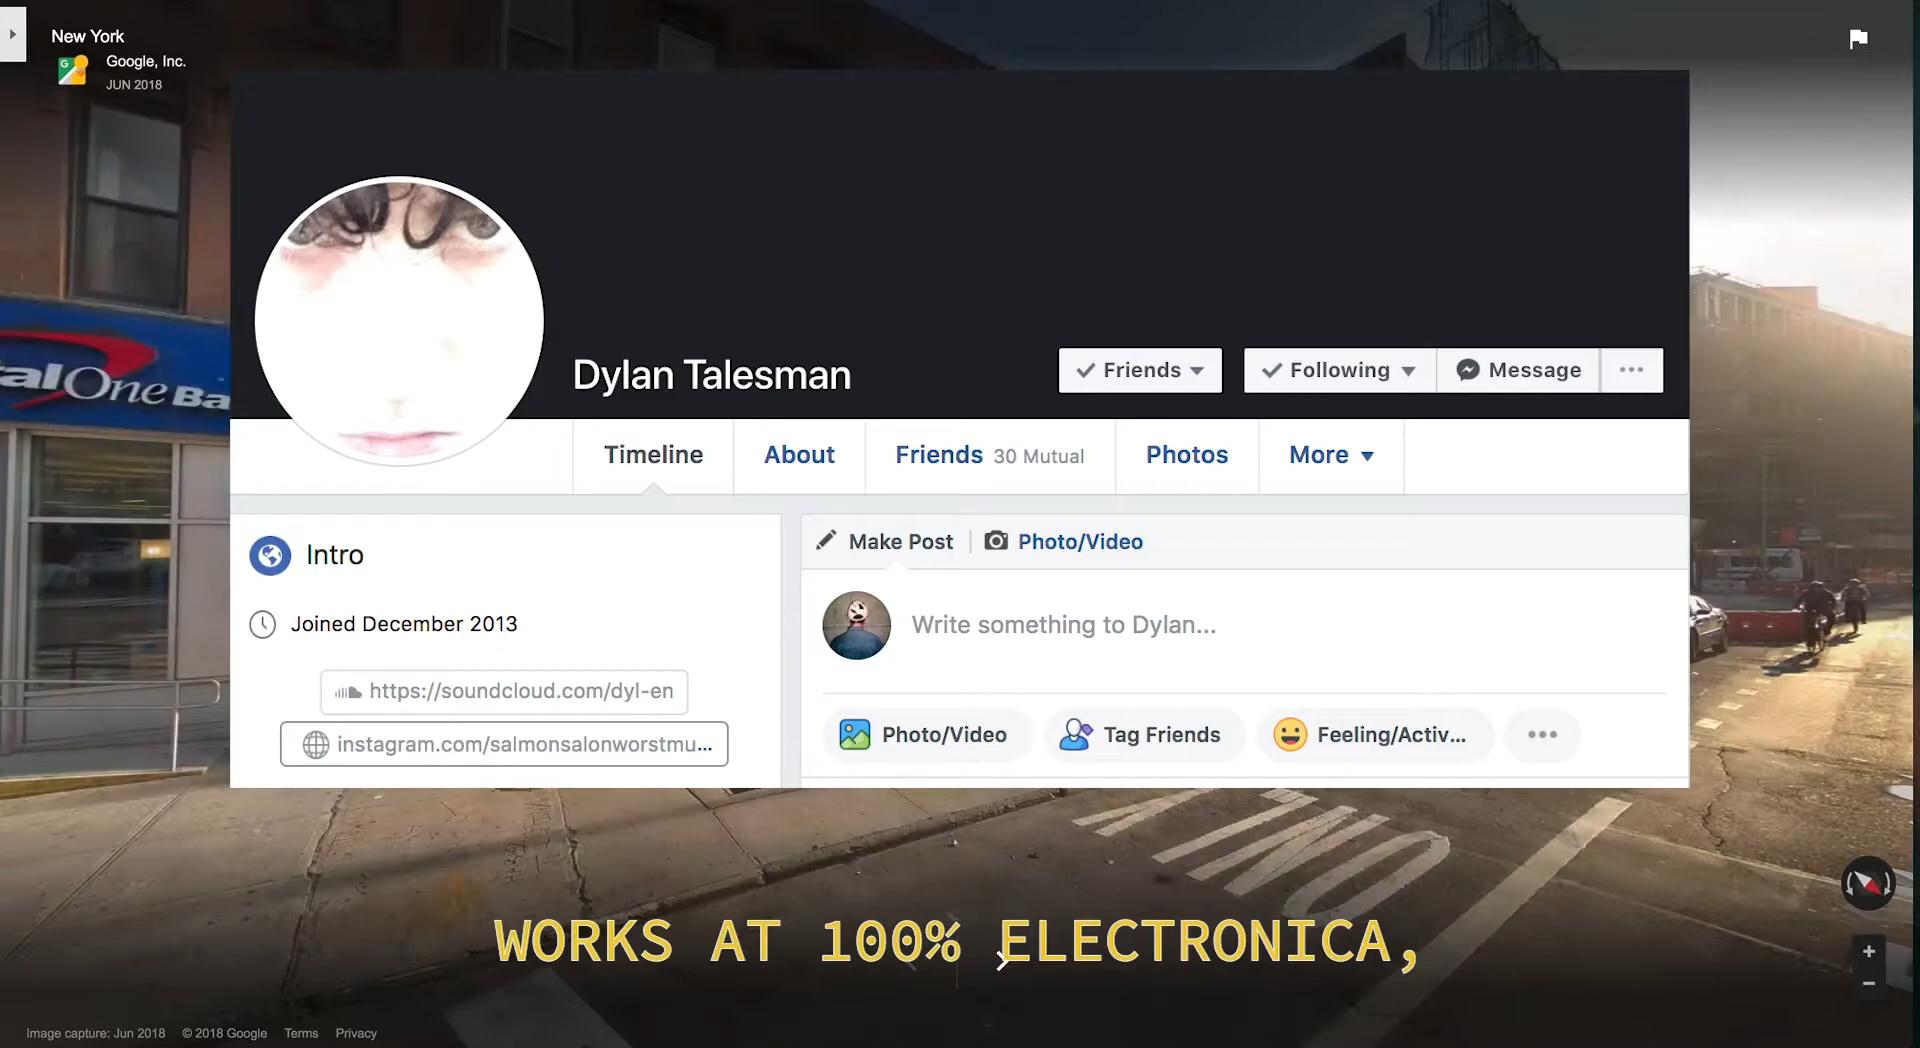 New York
Google, Inc.
JUN 2018
talOne Ba
Dylan Talesman
Friends
Following
Message
Timeline
About
Friends 30 Mutual
Photos
More
Intro
Joined December 2013
https://soundcloud.com/dyl-en
instagram.com/salmonsalonworstmu...
Make Post
Photo/Video
Write something to Dylan...
Photo/Video
Tag Friends
Feeling/Activ...
ONLY
WORKS AT 100% ELECTRONICA,
Image capture: Jun 2018 © 2018 Google Terms Privacy